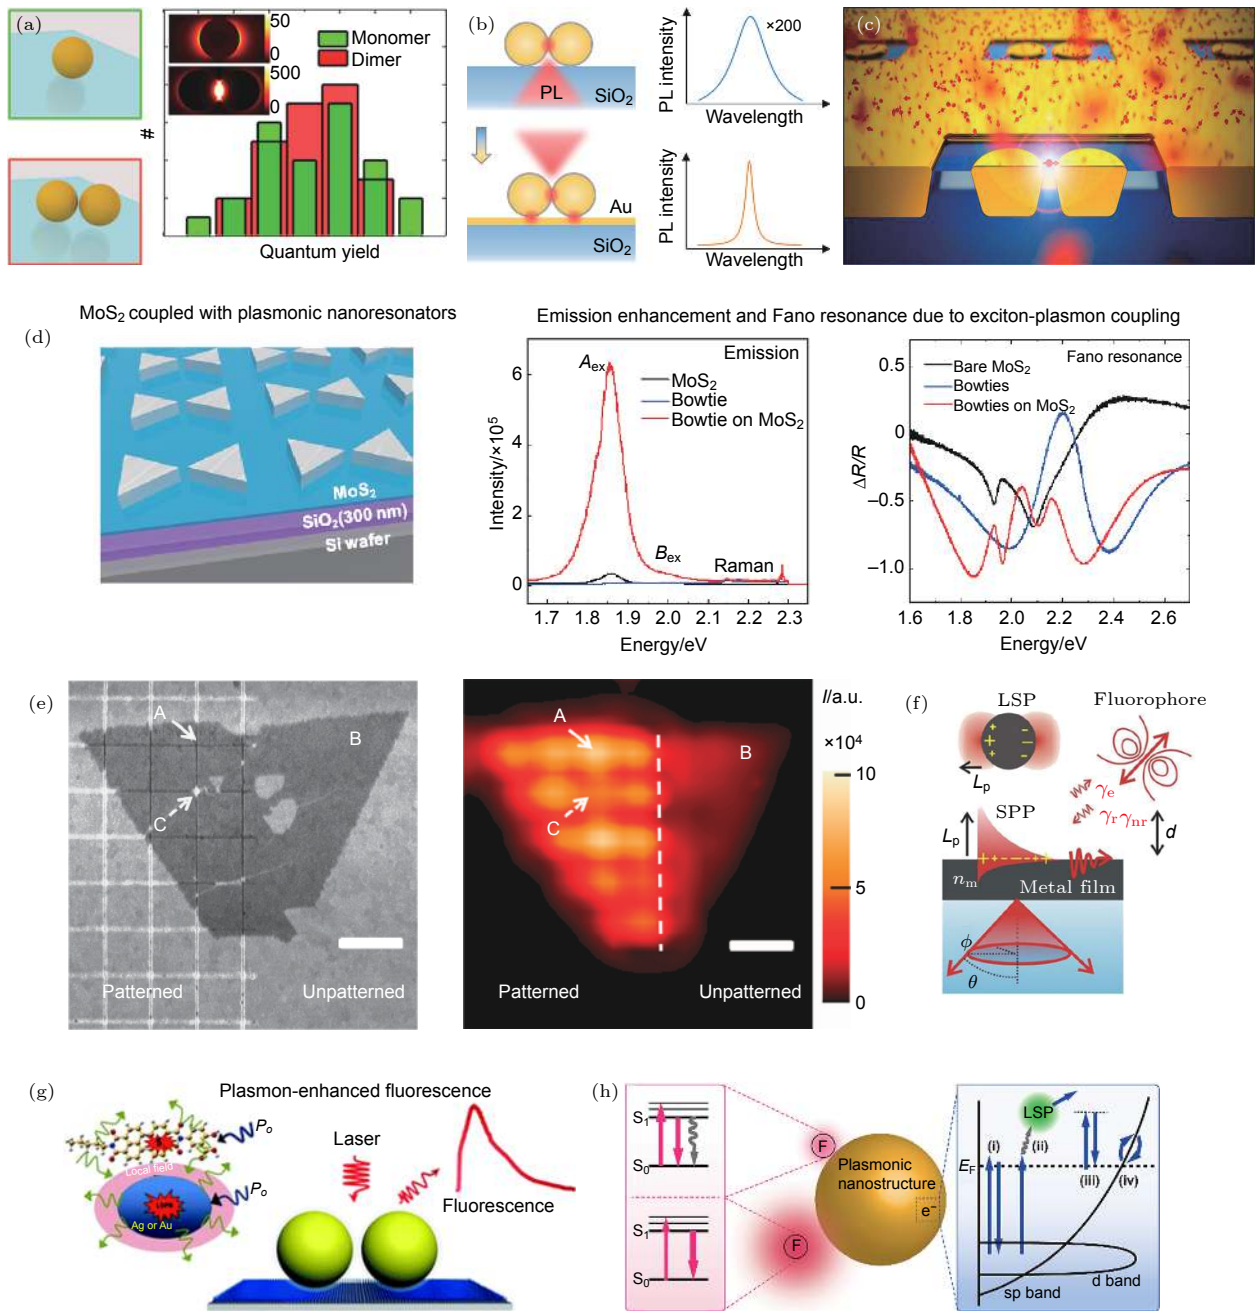 (a)
50
0
500
0
Monomer
Dimer
#
Quantum yield
(b)
PL
SiO₂
Au
SiO₂
PL intensity
×200
Wavelength
PL intensity
Wavelength
(c)
(d)
MoS₂ coupled with plasmonic nanoresonators
MoS₂
SiO₂(300 nm)
Si wafer
Emission enhancement and Fano resonance due to exciton-plasmon coupling
Emission
Aex
MoS₂
Bowtie
Bowtie on MoS₂
Bex
Raman
Intensity/×10⁵
6
4
2
0
1.7 1.8 1.9 2.0 2.1 2.2 2.3
Energy/eV
Fano resonance
Bare MoS₂
Bowties
Bowties on MoS₂
ΔR/R
0.5
0
−0.5
−1.0
1.6 1.8 2.0 2.2 2.4 2.6
Energy/eV
(e)
A
B
C
Patterned
Unpatterned
A
B
C
Patterned
Unpatterned
I/a.u.
×10⁴
10
5
0
(f)
LSP
Fluorophore
Lp
γe
γr γnr
SPP
Lp
d
nm
Metal film
ϕ
θ
(g)
Plasmon-enhanced fluorescence
Po
Local field
Po
Ag or Au
Laser
Fluorescence
(h)
S₁
S₀
S₁
S₀
F
F
Plasmonic
nanostructure
e⁻
LSP
(i)
(ii)
EF
(iii)
(iv)
d band
sp band